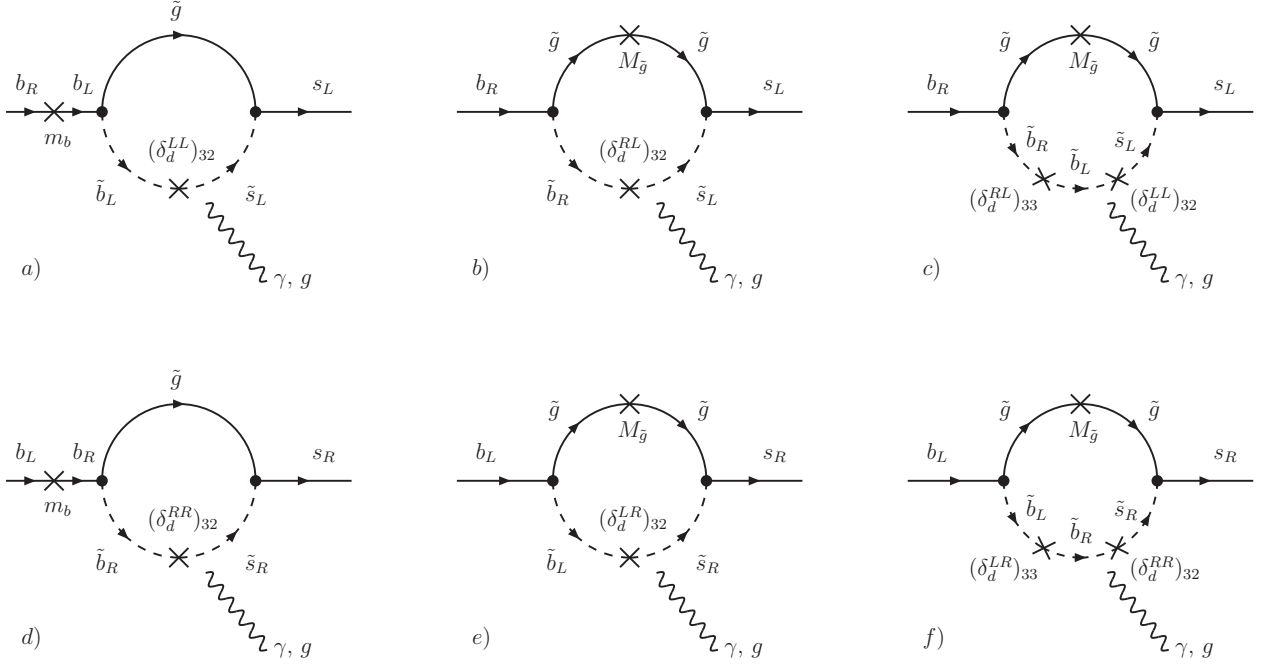 g̃ g̃ g̃ g̃ g̃
b_R b_L s_L b_R M_g̃ s_L b_R M_g̃ s_L
m_b (δ_d^{LL})_{32} (δ_d^{RL})_{32} b̃_R b̃_L s̃_L
b̃_L s̃_L b̃_R s̃_L (δ_d^{RL})_{33} (δ_d^{LL})_{32}
a) γ, g b) γ, g c) γ, g
g̃ g̃ g̃ g̃ g̃
b_L b_R s_R b_L M_g̃ s_R b_L M_g̃ s_R
m_b (δ_d^{RR})_{32} (δ_d^{LR})_{32} b̃_L b̃_R s̃_R
b̃_R s̃_R b̃_L s̃_R (δ_d^{LR})_{33} (δ_d^{RR})_{32}
d) γ, g e) γ, g f) γ, g